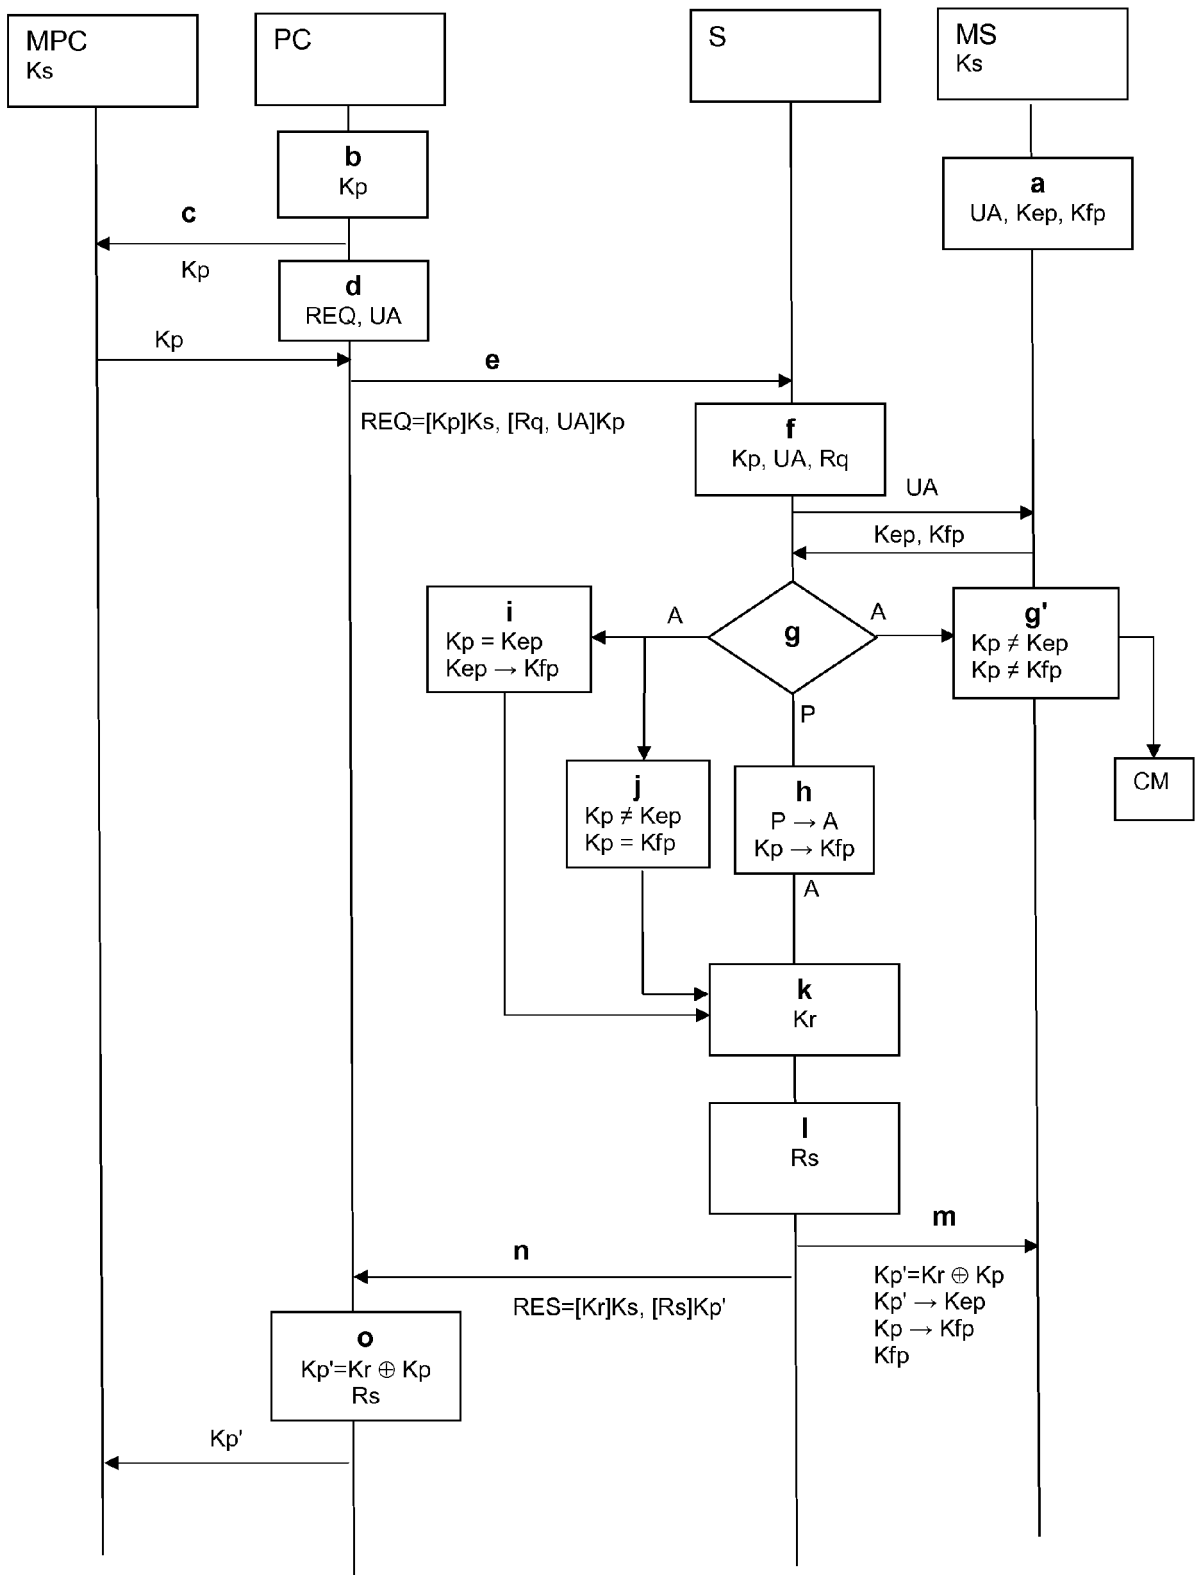 MPC
Ks
PC
S
MS
Ks
b
Kp
a
UA, Kep, Kfp
c
Kp
d
REQ, UA
Kp
e
REQ=[Kp]Ks, [Rq, UA]Kp
f
Kp, UA, Rq
UA
Kep, Kfp
i
Kp = Kep
Kep → Kfp
A
g
A
g'
Kp ≠ Kep
Kp ≠ Kfp
P
CM
j
Kp ≠ Kep
Kp = Kfp
h
P → A
Kp → Kfp
A
k
Kr
l
Rs
m
Kp'=Kr ⊕ Kp
Kp' → Kep
Kp → Kfp
Kfp
n
RES=[Kr]Ks, [Rs]Kp'
o
Kp'=Kr ⊕ Kp
Rs
Kp'